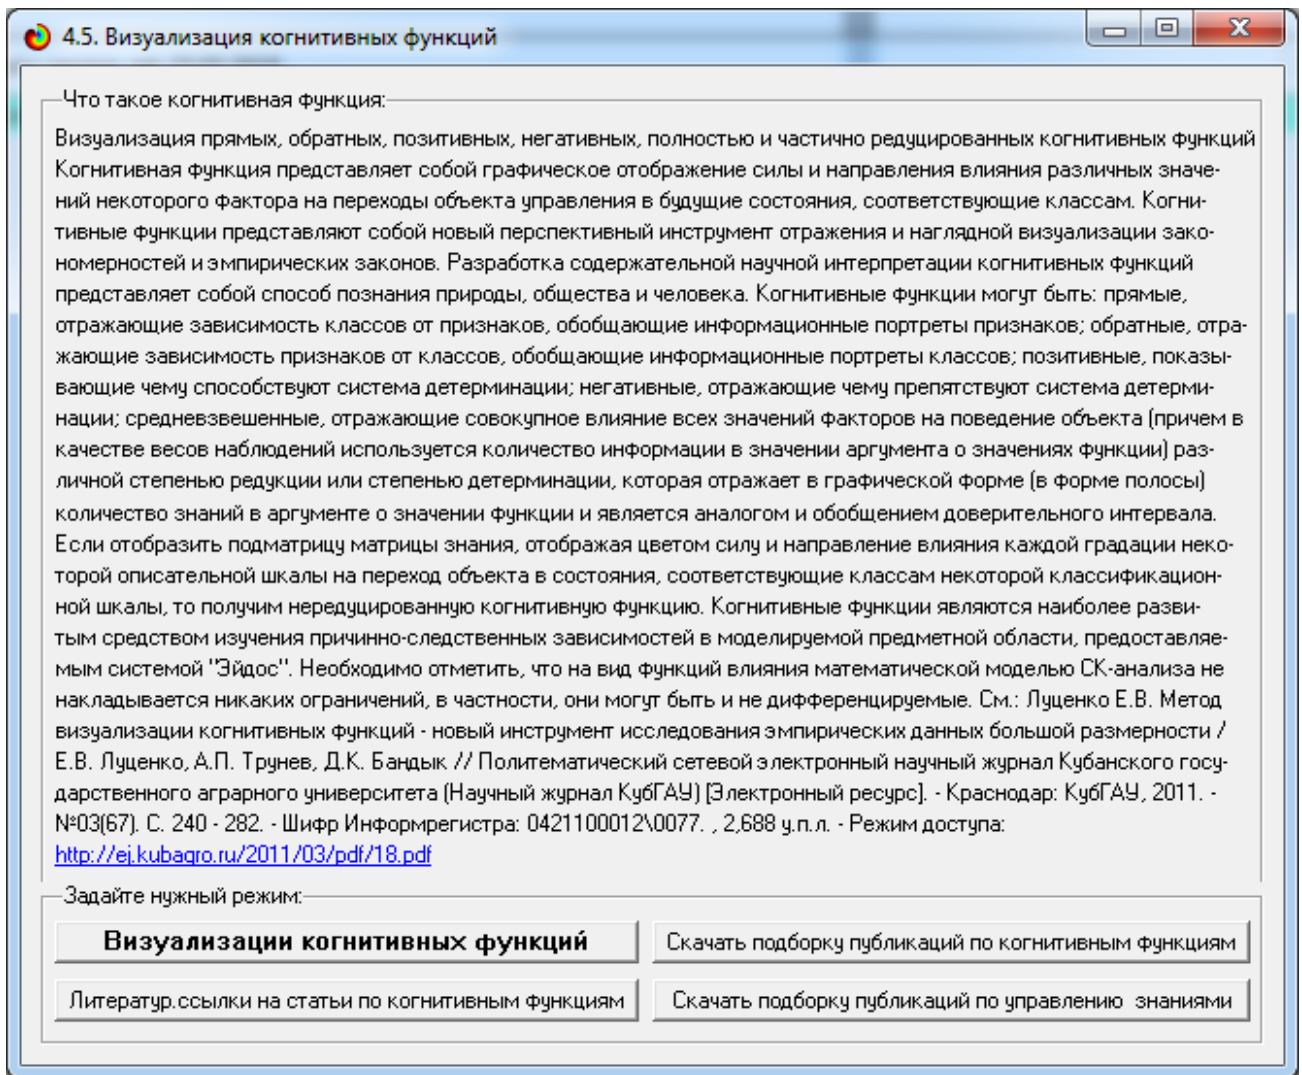 4.5. Визуализация когнитивных функций
Что такое когнитивная функция:
Визуализация прямых, обратных, позитивных, негативных, полностью и частично редуцированных когнитивных функций
Когнитивная функция представляет собой графическое отображение силы и направления влияния различных значе-
ний некоторого фактора на переходы объекта управления в будущие состояния, соответствующие классам. Когни-
тивные функции представляют собой новый перспективный инструмент отражения и наглядной визуализации зако-
номерностей и эмпирических законов. Разработка содержательной научной интерпретации когнитивных функций
представляет собой способ познания природы, общества и человека. Когнитивные функции могут быть: прямые,
отражающие зависимость классов от признаков, обобщающие информационные портреты признаков; обратные, отра-
жающие зависимость признаков от классов, обобщающие информационные портреты классов; позитивные, показы-
вающие чему способствуют система детерминации; негативные, отражающие чему препятствуют система детерми-
нации; средневзвешенные, отражающие совокупное влияние всех значений факторов на поведение объекта (причем в
качестве весов наблюдений используется количество информации в значении аргумента о значениях функции) раз-
личной степенью редукции или степенью детерминации, которая отражает в графической форме (в форме полосы)
количество знаний в аргументе о значении функции и является аналогом и обобщением доверительного интервала.
Если отобразить подматрицу матрицы знания, отображая цветом силу и направление влияния каждой градации неко-
торой описательной шкалы на переход объекта в состояния, соответствующие классам некоторой классификацион-
ной шкалы, то получим нередуцированную когнитивную функцию. Когнитивные функции являются наиболее разви-
тым средством изучения причинно-следственных зависимостей в моделируемой предметной области, предоставляе-
мым системой "Эйдос". Необходимо отметить, что на вид функций влияния математической моделью СК-анализа не
накладывается никаких ограничений, в частности, они могут быть и не дифференцируемые. См.: Луценко Е.В. Метод
визуализации когнитивных функций - новый инструмент исследования эмпирических данных большой размерности /
Е.В. Луценко, А.П. Трунев, Д.К. Бандык // Политематический сетевой электронный научный журнал Кубанского госу-
дарственного аграрного университета (Научный журнал КубГАУ) [Электронный ресурс]. - Краснодар: КубГАУ, 2011. -
№03(67). С. 240 - 282. - Шифр Информрегистра: 0421100012\0077. , 2,688 у.п.л. - Режим доступа:
http://ej.kubagro.ru/2011/03/pdf/18.pdf
Задайте нужный режим:
Визуализации когнитивных функций Скачать подборку публикаций по когнитивным функциям
Литератур.ссылки на статьи по когнитивным функциям Скачать подборку публикаций по управлению знаниями